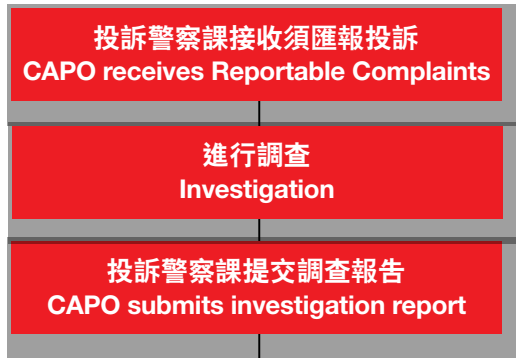 投訴警察課接收須匯報投訴
CAPO receives Reportable Complaints
進行調查
Investigation
投訴警察課提交調查報告
CAPO submits investigation report